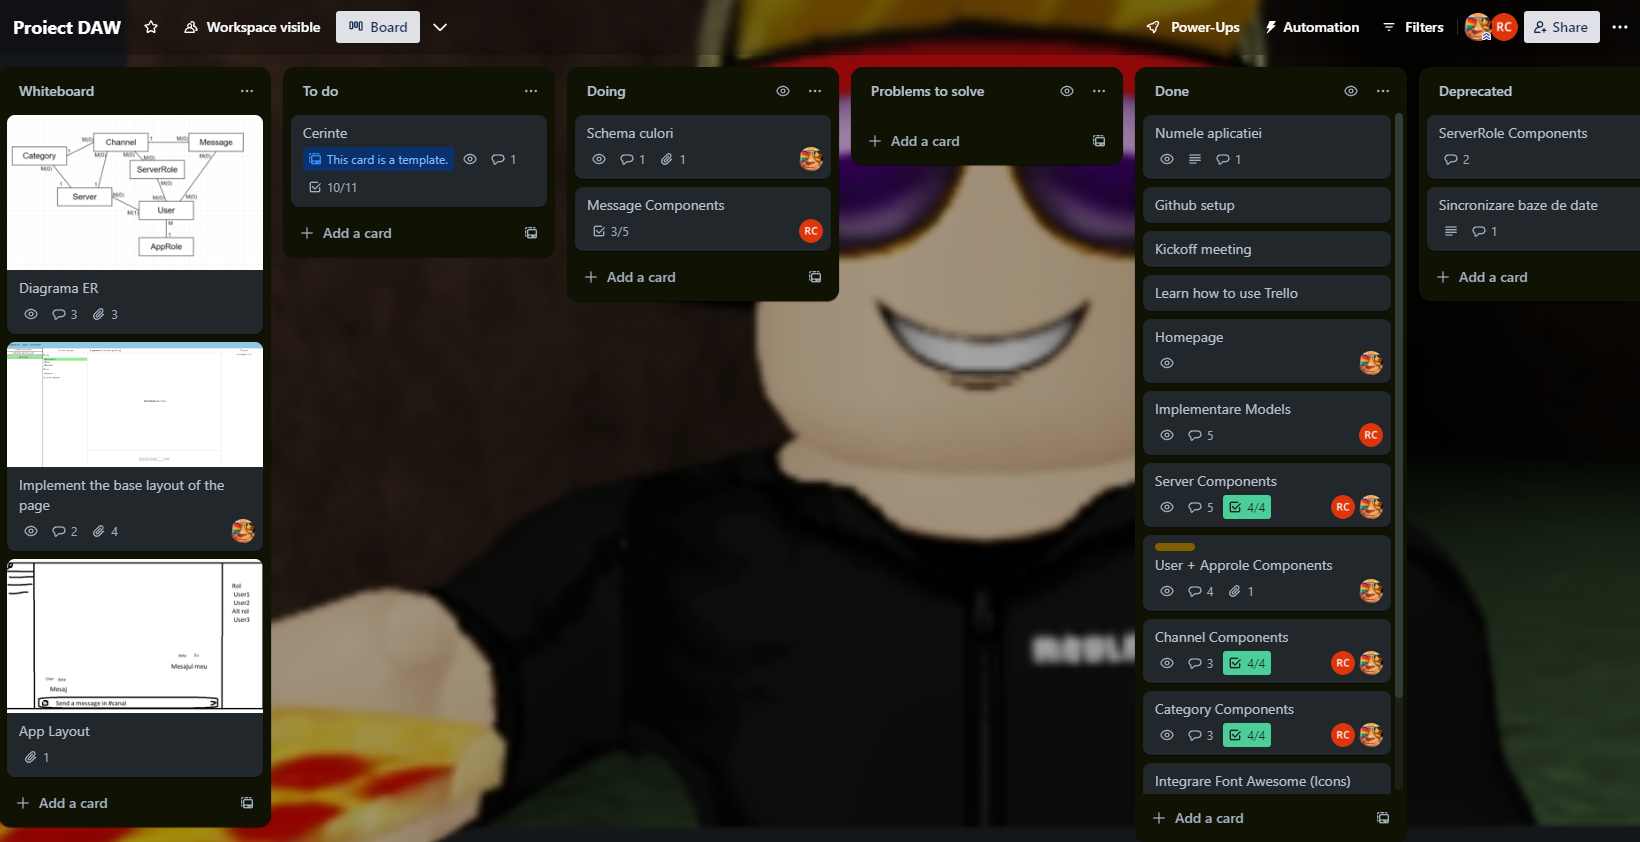 Proiect DAW
Workspace visible
Board
Power-Ups
Automation
Filters
RC
Share
Whiteboard
Channel
Message
Category
ServerRole
Server
User
AppRole
M(0)
1
M(0)
M(0)
M(0)
M(0)
M(0)
M(0)
1
1
M(0)
M(0)
M(0)
M(1)
M
1
Diagrama ER
3 3
Implement the base layout of the
page
2 4
Rol
User1
User2
Alt rol
User3
Mesajul meu
User data
Mesaj
Send a message in #canal
App Layout
1
Add a card
To do
Cerinte
This card is a template.
1
10/11
Add a card
Doing
Schema culori
1 1
Message Components
3/5
RC
Add a card
Problems to solve
Add a card
Done
Numele aplicatiei
1
Github setup
Kickoff meeting
Learn how to use Trello
Homepage
Implementare Models
5
RC
Server Components
5 4/4
RC
User + Approle Components
4 1
Channel Components
3 4/4
RC
Category Components
3 4/4
RC
Integrare Font Awesome (Icons)
Add a card
Deprecated
ServerRole Components
2
Sincronizare baze de date
1
Add a card